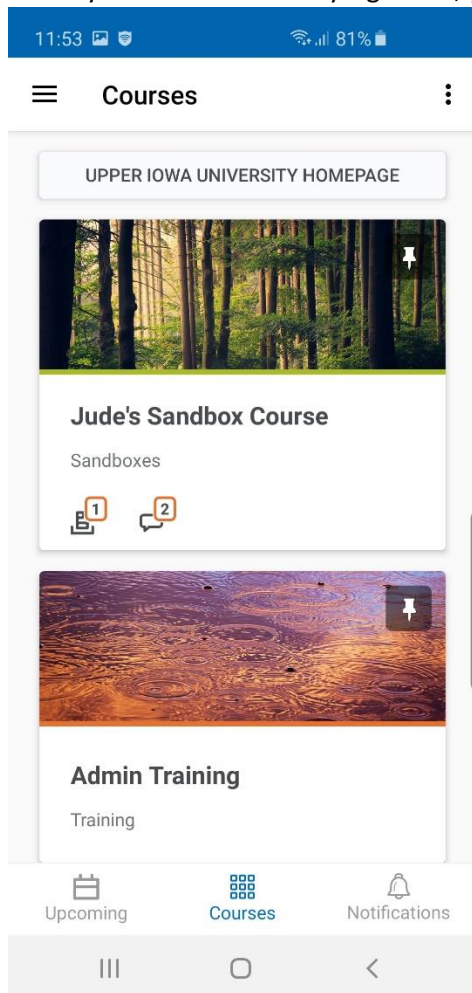 11:53 81%
Courses
UPPER IOWA UNIVERSITY HOMEPAGE
Jude's Sandbox Course
Sandboxes
1 2
Admin Training
Training
Upcoming Courses Notifications